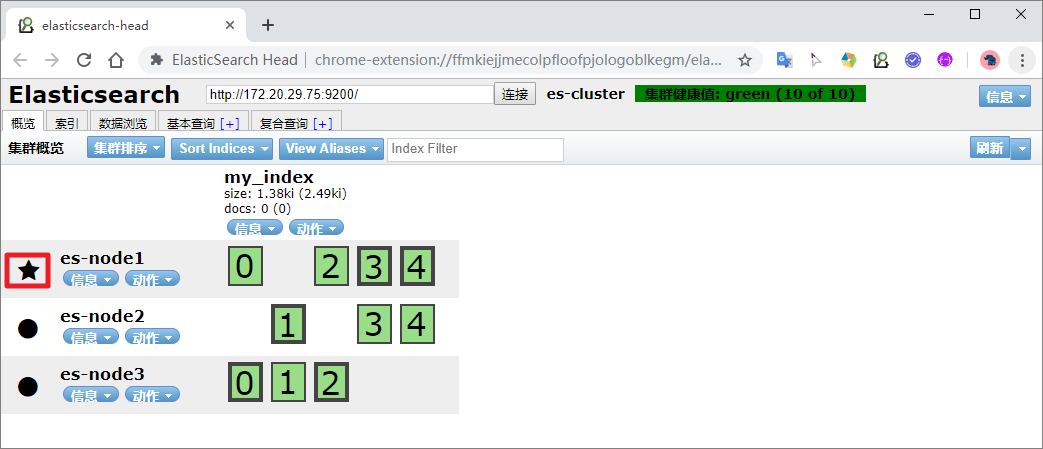 elasticsearch-head
ElasticSearch Head chrome-extension://ffmkiejjmecolpfloofpjologoblkegm/ela...
Elasticsearch http://172.20.29.75:9200/ 连接 es-cluster 集群健康值: green (10 of 10) 信息
概览 索引 数据浏览 基本查询 [+] 复合查询 [+]
集群概览 集群排序 Sort Indices View Aliases Index Filter 刷新
my_index
size: 1.38ki (2.49ki)
docs: 0 (0)
信息 动作
es-node1 0 2 3 4
信息 动作
es-node2 1 3 4
信息 动作
es-node3 0 1 2
信息 动作